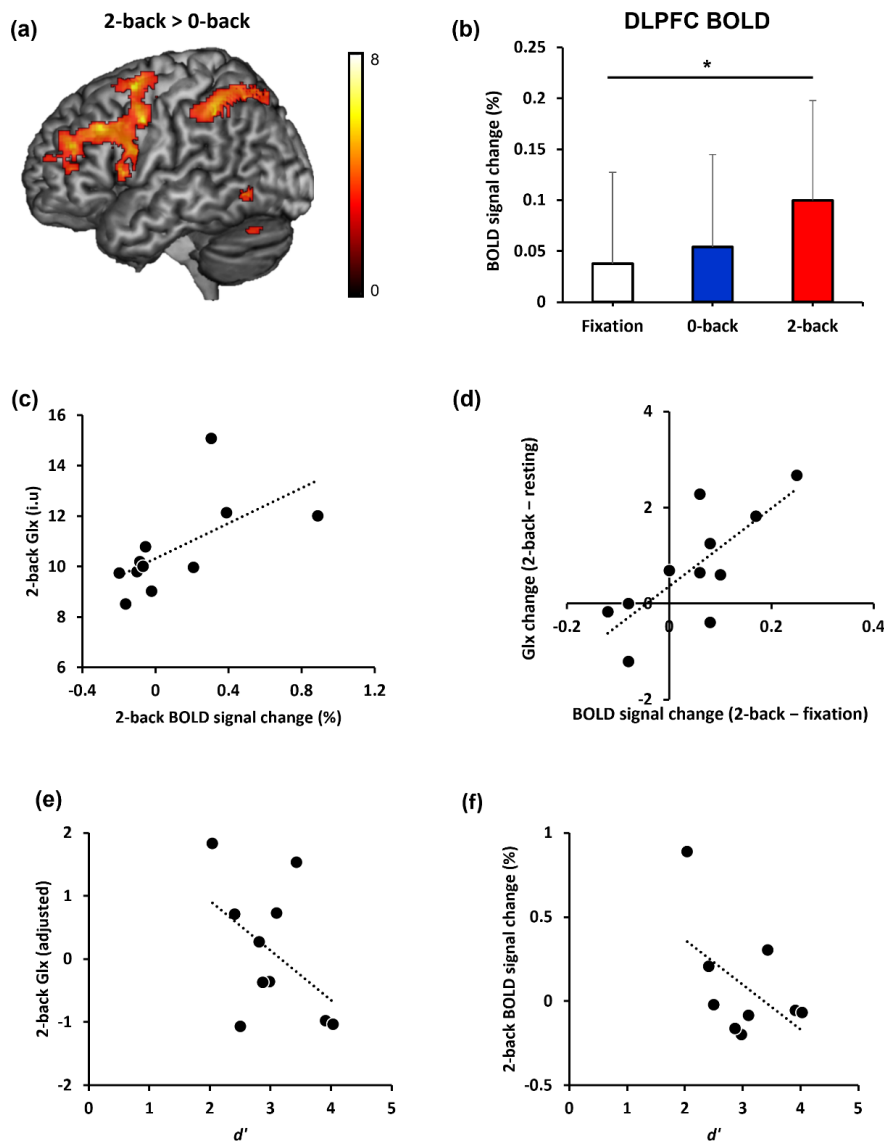 (a)
2-back > 0-back
8
0
(b)
DLPFC BOLD
BOLD signal change (%)
0.25
0.2
0.15
0.1
0.05
0
*
Fixation 0-back 2-back
(c)
2-back Glx (i.u)
16
14
12
10
8
6
-0.4 0 0.4 0.8 1.2
2-back BOLD signal change (%)
(d)
Glx change (2-back – resting)
4
2
0
-2
-0.2 0 0.2 0.4
BOLD signal change (2-back – fixation)
(e)
2-back Glx (adjusted)
2
1
0
-1
-2
0 1 2 3 4 5
d'
(f)
2-back BOLD signal change (%)
1
0.5
0
-0.5
0 1 2 3 4 5
d'